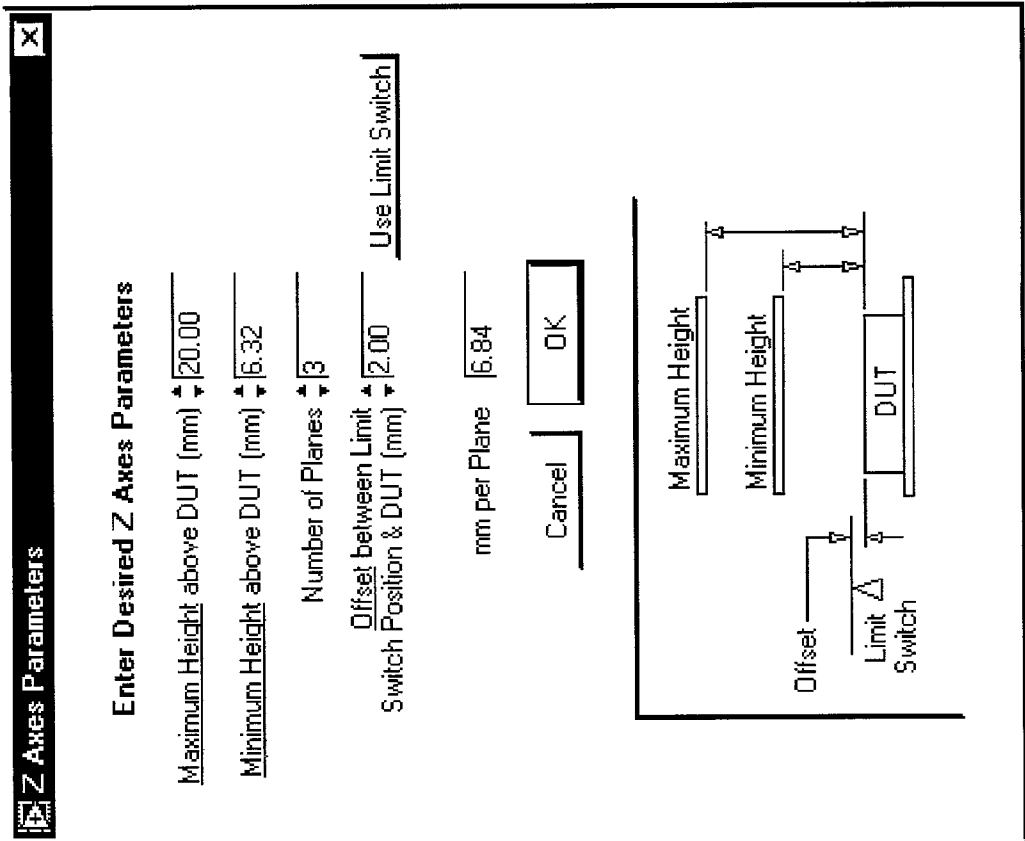 Z Axes Parameters
Enter Desired Z Axes Parameters
Maximum Height above DUT (mm) 20.00
Minimum Height above DUT (mm) 6.32
Number of Planes 3
Offset between Limit
Switch Position & DUT (mm) 2.00
Use Limit Switch
mm per Plane 6.84
Cancel
OK
Maximum Height
Minimum Height
Offset
Limit
Switch
DUT